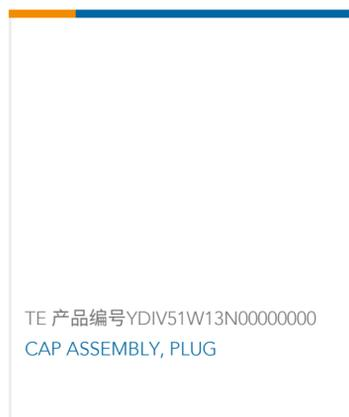 TE 产品编号YDIV51W13N00000000
CAP ASSEMBLY, PLUG